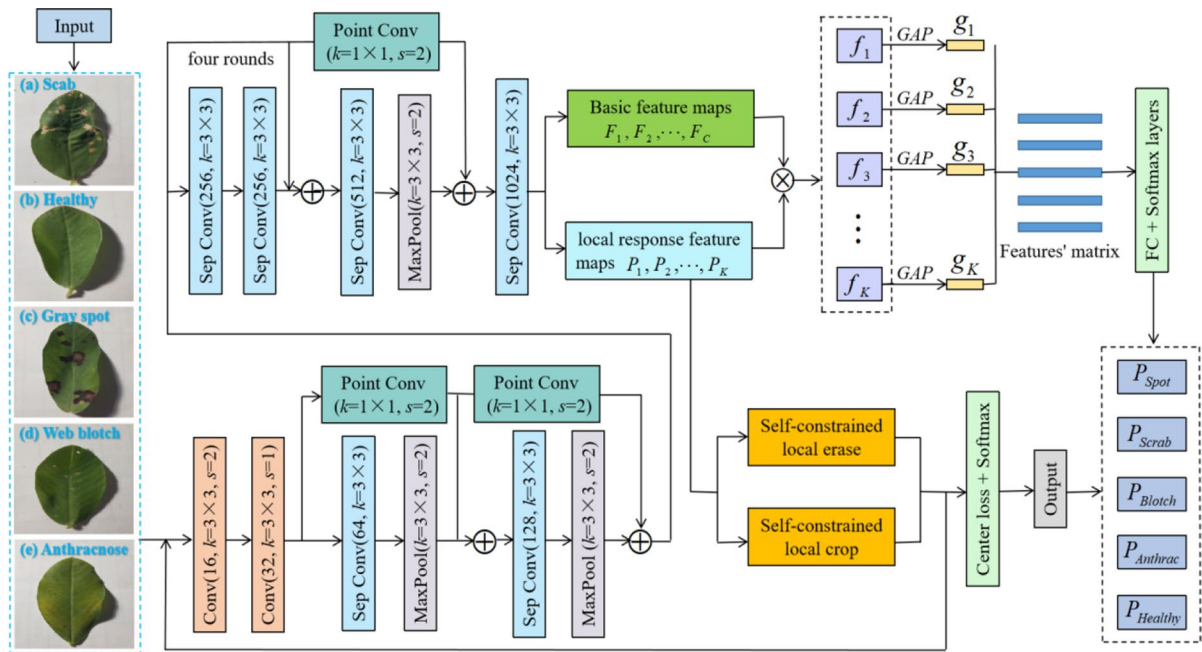 Input
(a) Scab
(b) Healthy
(c) Gray spot
(d) Web blotch
(e) Anthracnose
four rounds
Point Conv
(k=1×1, s=2)
Sep Conv(256, k=3×3)
Sep Conv(256, k=3×3)
Sep Conv(512, k=3×3)
MaxPool(k=3×3, s=2)
Sep Conv(1024, k=3×3)
Basic feature maps
F1, F2, ···, FC
local response feature
maps P1, P2, ···, PK
f1
GAP
g1
f2
GAP
g2
f3
GAP
g3
fK
GAP
gK
Features' matrix
FC + Softmax layers
Conv(16, k=3×3, s=2)
Conv(32, k=3×3, s=1)
Point Conv
(k=1×1, s=2)
Sep Conv(64, k=3×3)
MaxPool(k=3×3, s=2)
Point Conv
(k=1×1, s=2)
Sep Conv(128, k=3×3)
MaxPool (k=3×3, s=2)
Self-constrained
local erase
Self-constrained
local crop
Center loss + Softmax
Output
PSpot
PScrab
PBlotch
PAnthrac
PHealthy